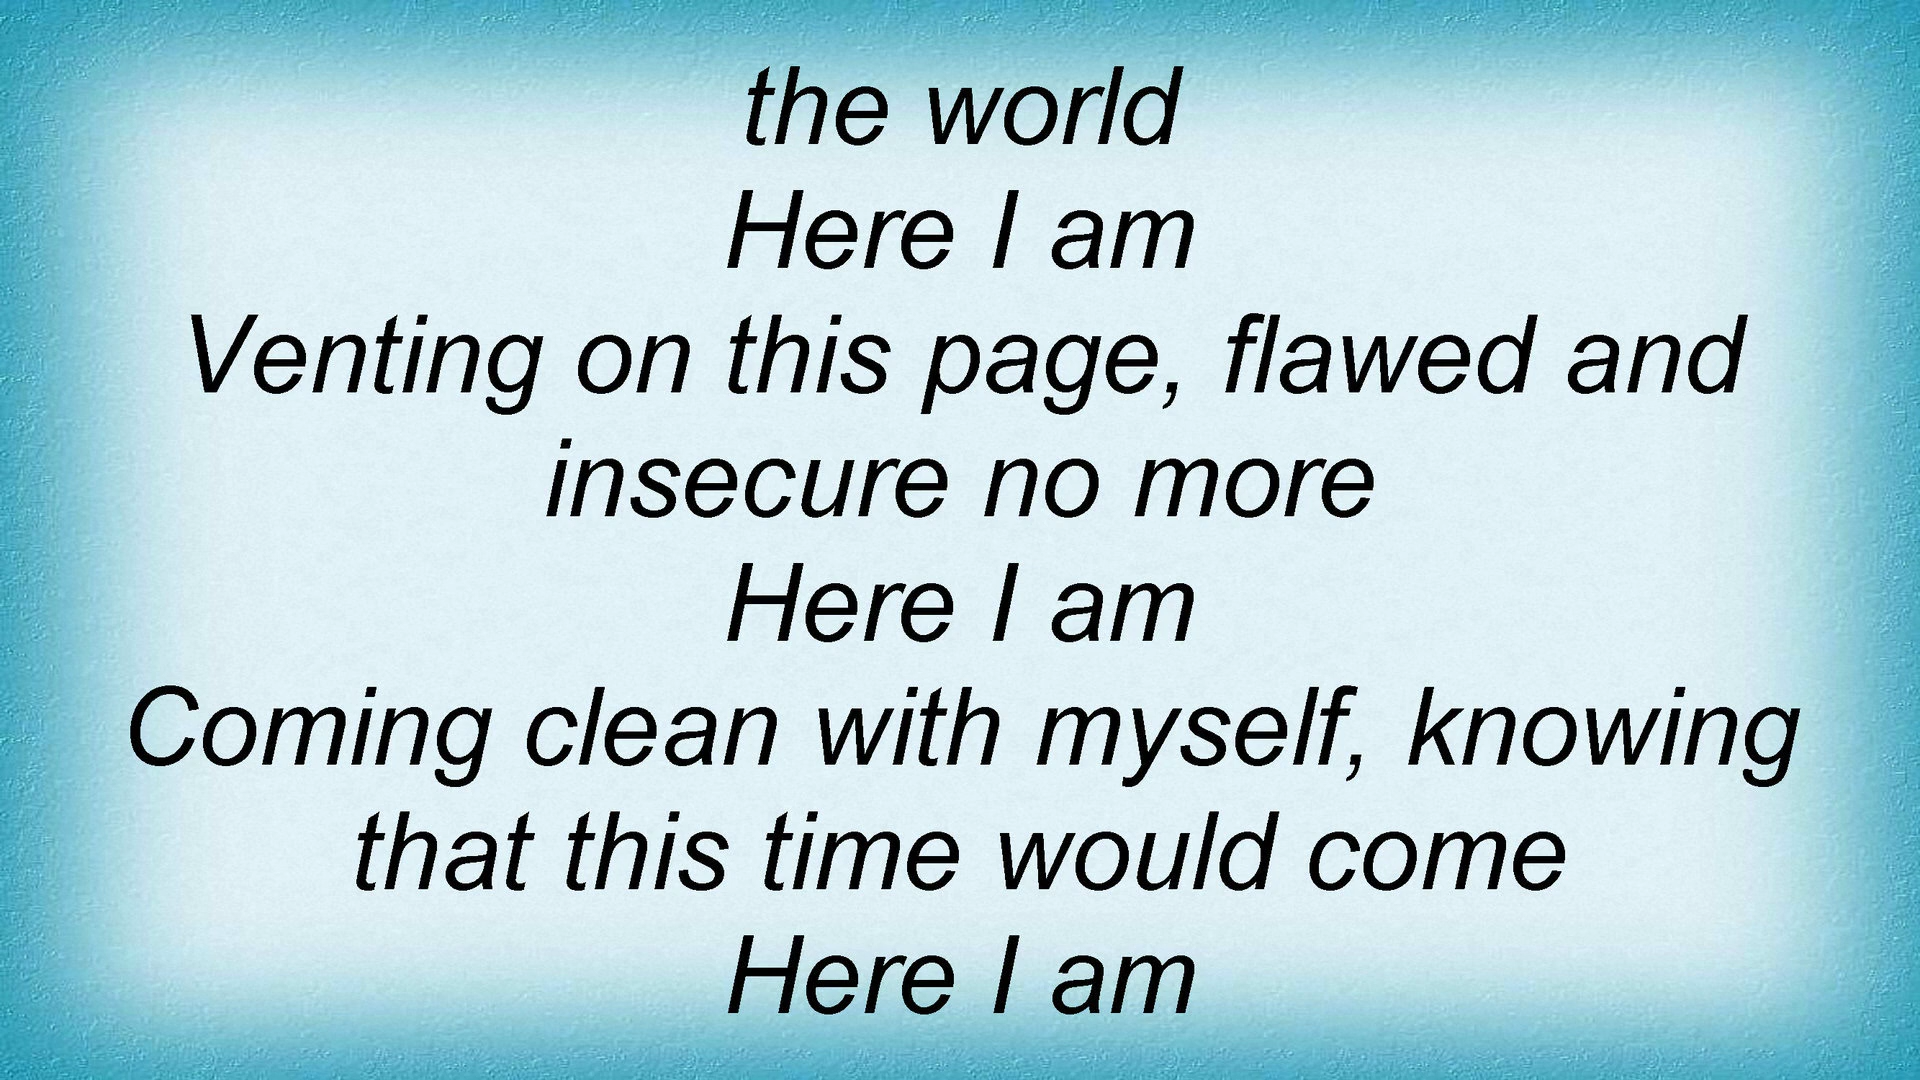 the world
Here I am
Venting on this page, flawed and
insecure no more
Here I am
Coming clean with myself, knowing
that this time would come
Here I am